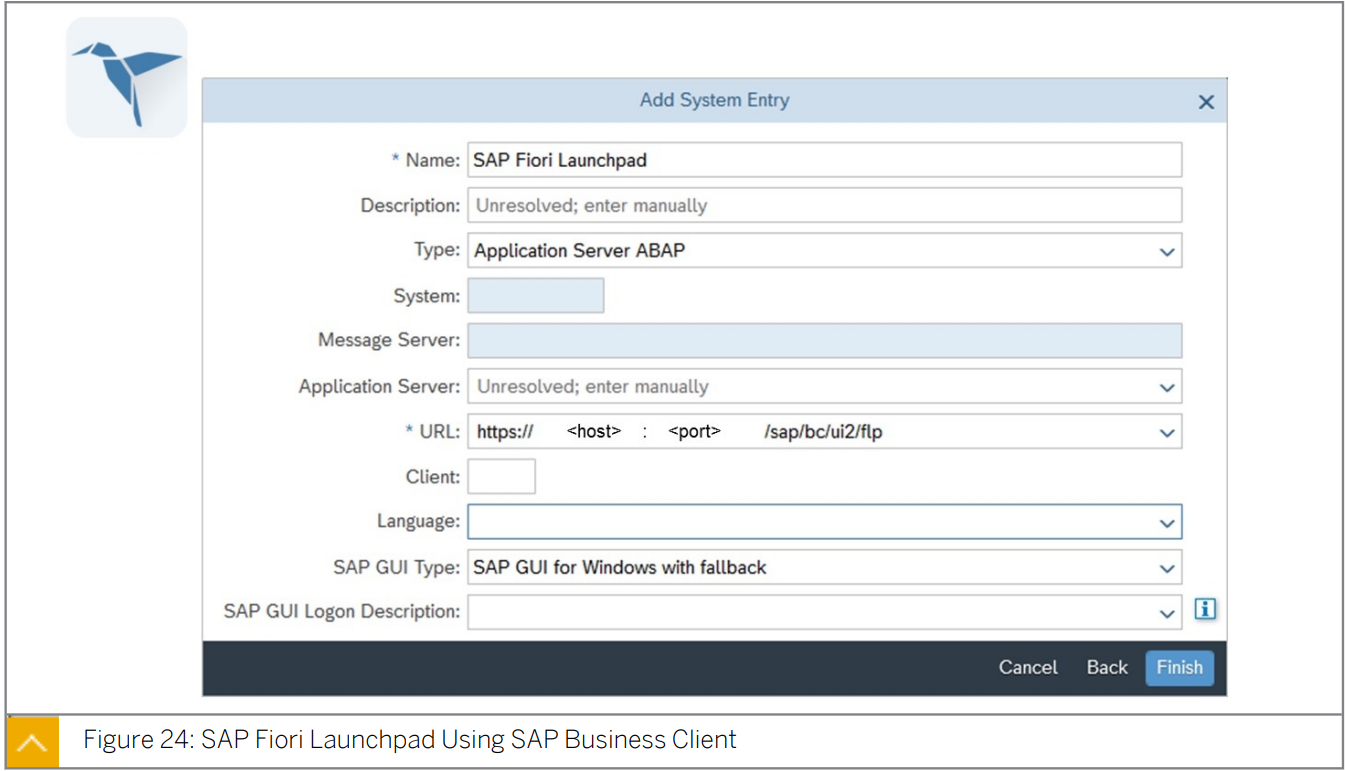 Add System Entry
* Name: SAP Fiori Launchpad
Description: Unresolved; enter manually
Type: Application Server ABAP
System:
Message Server:
Application Server: Unresolved; enter manually
* URL: https:// <host> : <port> /sap/bc/ui2/flp
Client:
Language:
SAP GUI Type: SAP GUI for Windows with fallback
SAP GUI Logon Description:
Cancel Back Finish
Figure 24: SAP Fiori Launchpad Using SAP Business Client